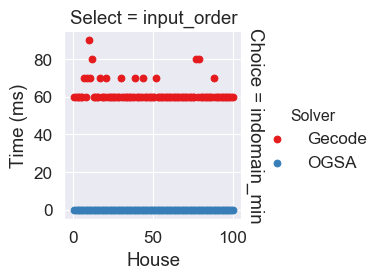 Select = input_order
Time (ms)
80
60
40
20
0
0 50 100
House
Choice = indomain_min
Solver
Gecode
OGSA